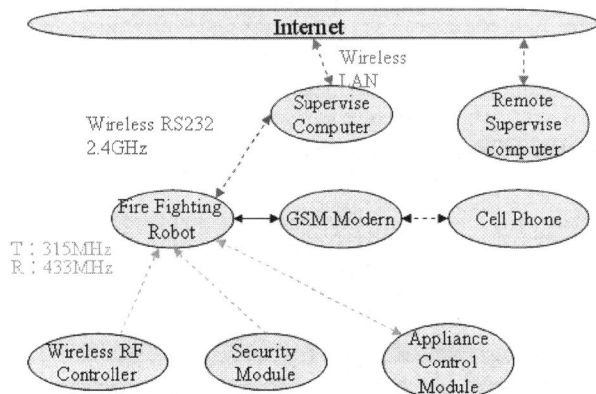 Internet
Wireless
LAN
Supervise
Computer
Remote
Supervise
computer
Wireless RS232
2.4GHz
Fire Fighting
Robot
GSM Modern
Cell Phone
T：315MHz
R：433MHz
Wireless RF
Controller
Security
Module
Appliance
Control
Module